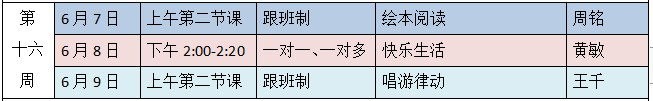 第十六周
6月7日 上午第二节课 跟班制 绘本阅读 周铭
6月8日 下午 2:00-2:20 一对一、一对多 快乐生活 黄敏
6月9日 上午第二节课 跟班制 唱游律动 王千